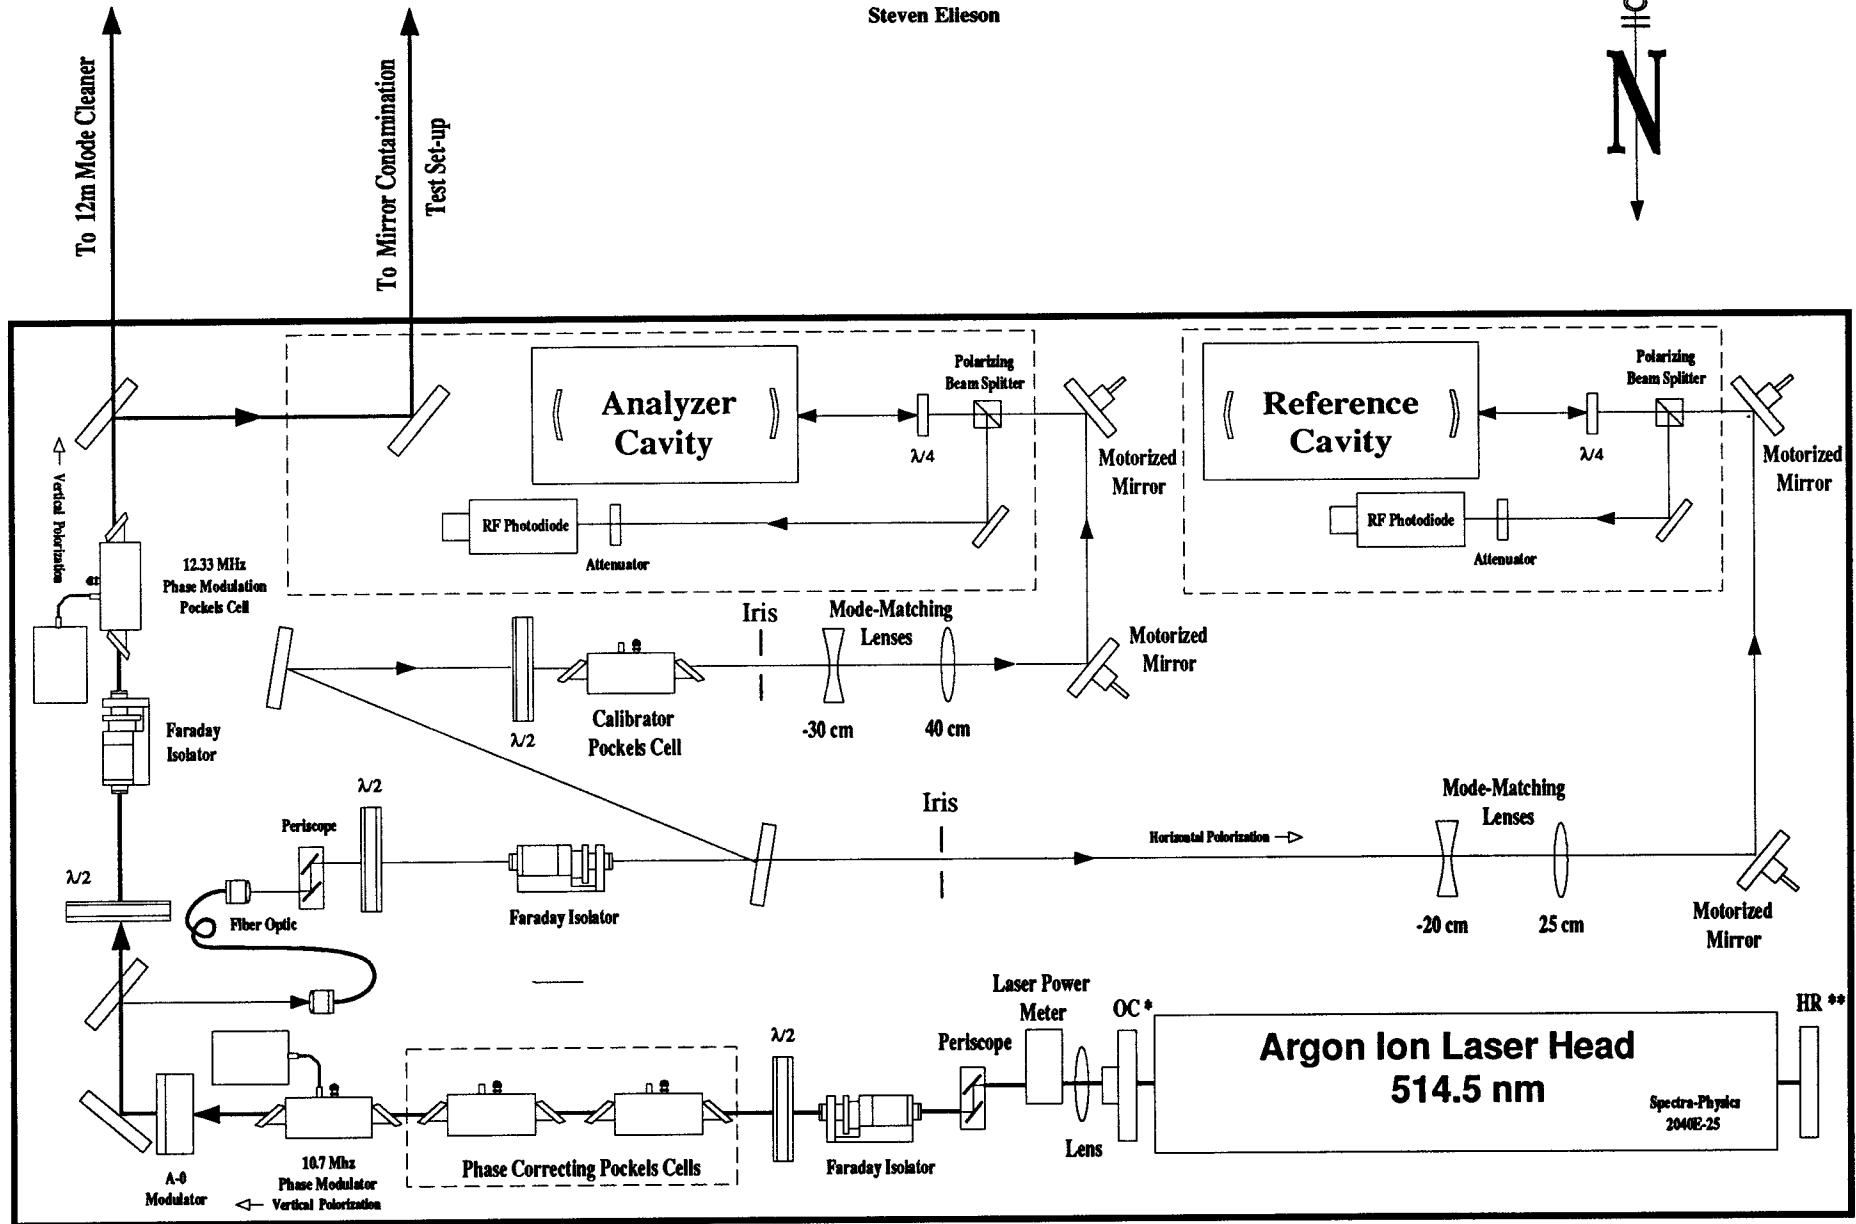 Steven Elieson
N
To 12m Mode Cleaner
To Mirror Contamination
Test Set-up
Vertical Polorization
12.33 MHz
Phase Modulation
Pockels Cell
Analyzer
Cavity
Polarizing
Beam Splitter
λ/4
Motorized
Mirror
RF Photodiode
Attenuator
Reference
Cavity
Polarizing
Beam Splitter
λ/4
Motorized
Mirror
RF Photodiode
Attenuator
Iris
Mode-Matching
Lenses
Motorized
Mirror
λ/2
Calibrator
Pockels Cell
-30 cm
40 cm
Faraday
Isolator
λ/2
Periscope
λ/2
Fiber Optic
Faraday Isolator
Iris
Horizontal Polorization
Mode-Matching
Lenses
-20 cm
25 cm
Motorized
Mirror
Laser Power
Meter
OC *
HR **
Periscope
λ/2
Argon Ion Laser Head
514.5 nm
Spectra-Physics
2040E-25
Lens
Faraday Isolator
Phase Correcting Pockels Cells
10.7 Mhz
Phase Modulator
Vertical Polorization
A-0
Modulator